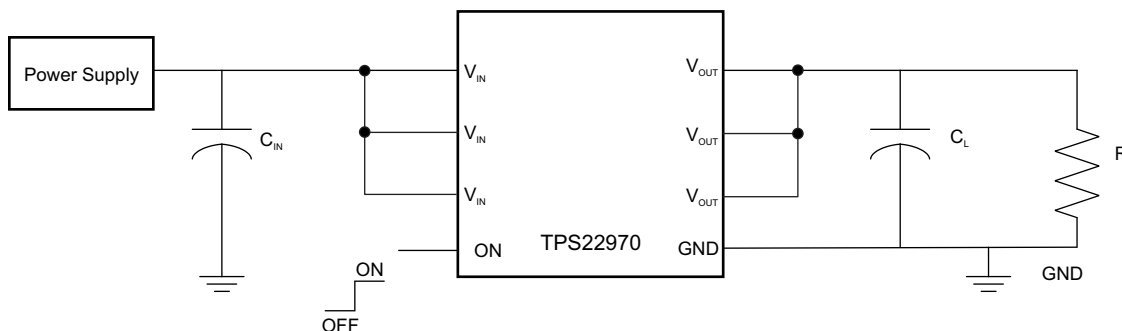 Power Supply
C_IN
V_IN
V_IN
V_IN
ON
ON
OFF
TPS22970
V_OUT
V_OUT
V_OUT
GND
C_L
R
GND